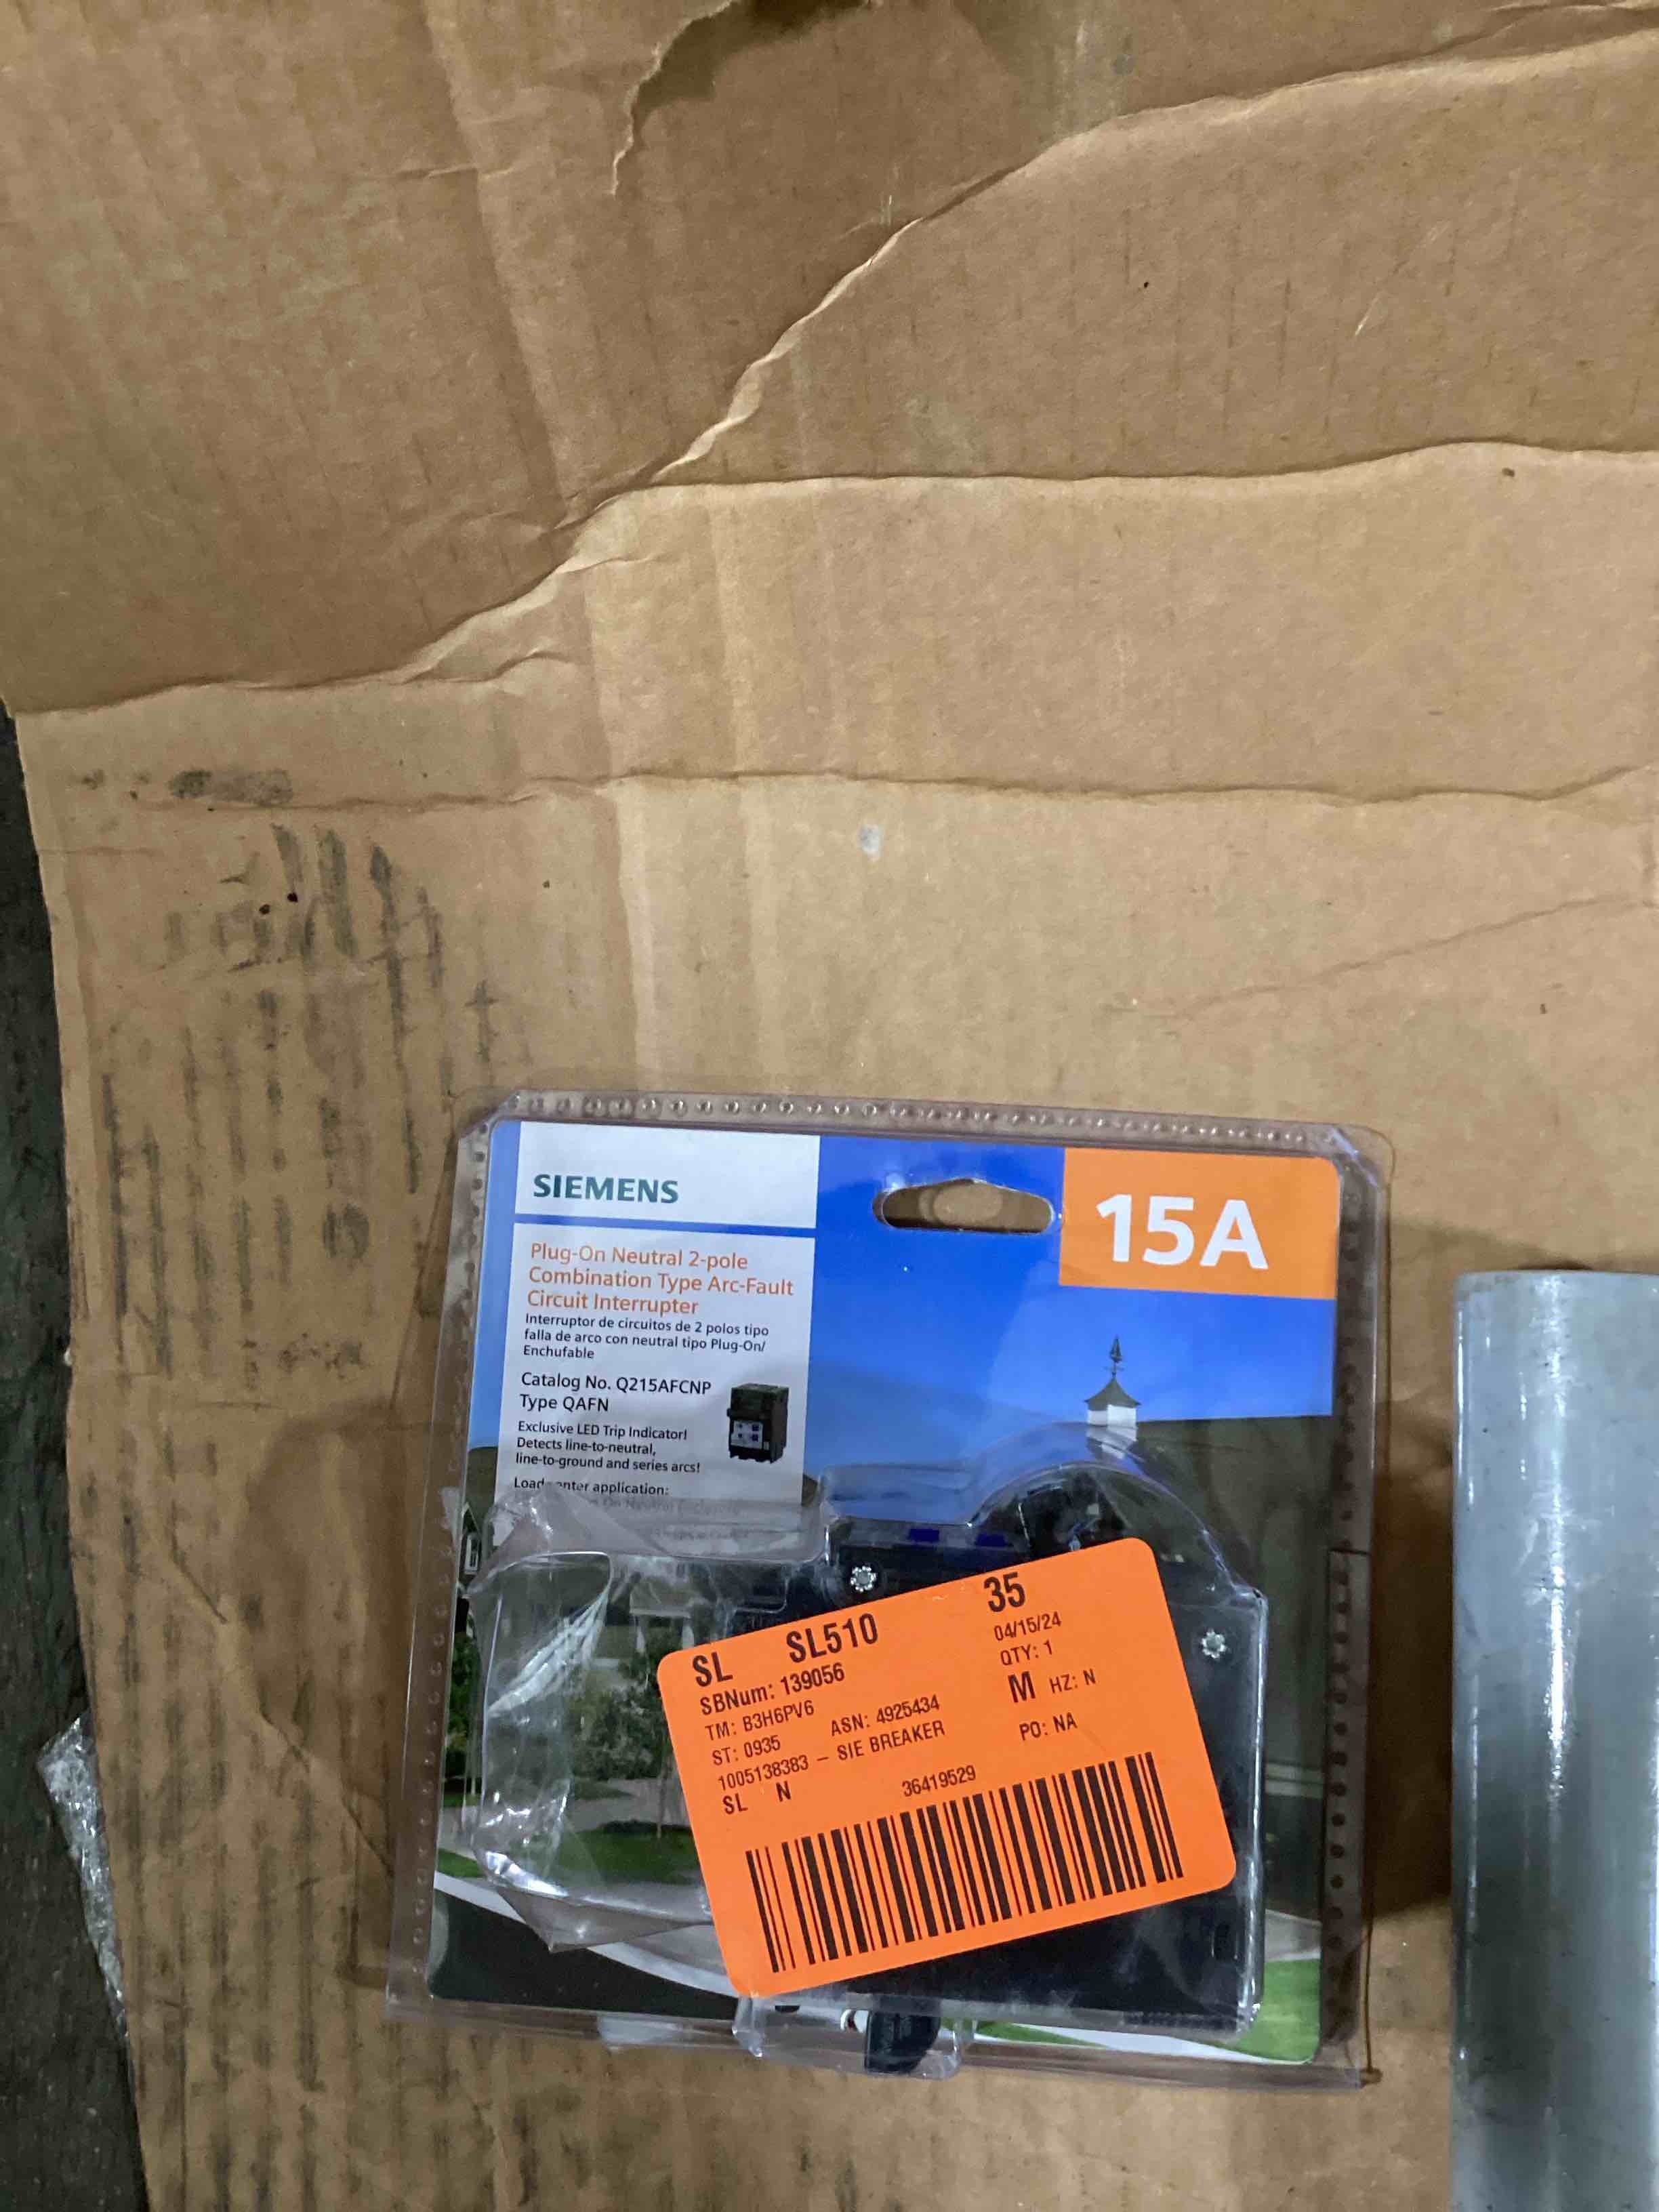 SIEMENS
15A
Plug-On Neutral 2-pole
Combination Type Arc-Fault
Circuit Interrupter
Interruptor de circuitos de 2 polos tipo
falla de arco con neutral tipo Plug-On/
Enchufable
Catalog No. Q215AFCNP
Type QAFN
Exclusive LED Trip Indicator!
Detects line-to-neutral,
line-to-ground and series arcs!
application:
SL SL510 35
SBNum: 139056 04/15/24
TM: B3H6PV6 QTY: 1
ST: 0935 ASN: 4925434 M HZ: N
1005138383 - SIE BREAKER PO: NA
SL N 36419529